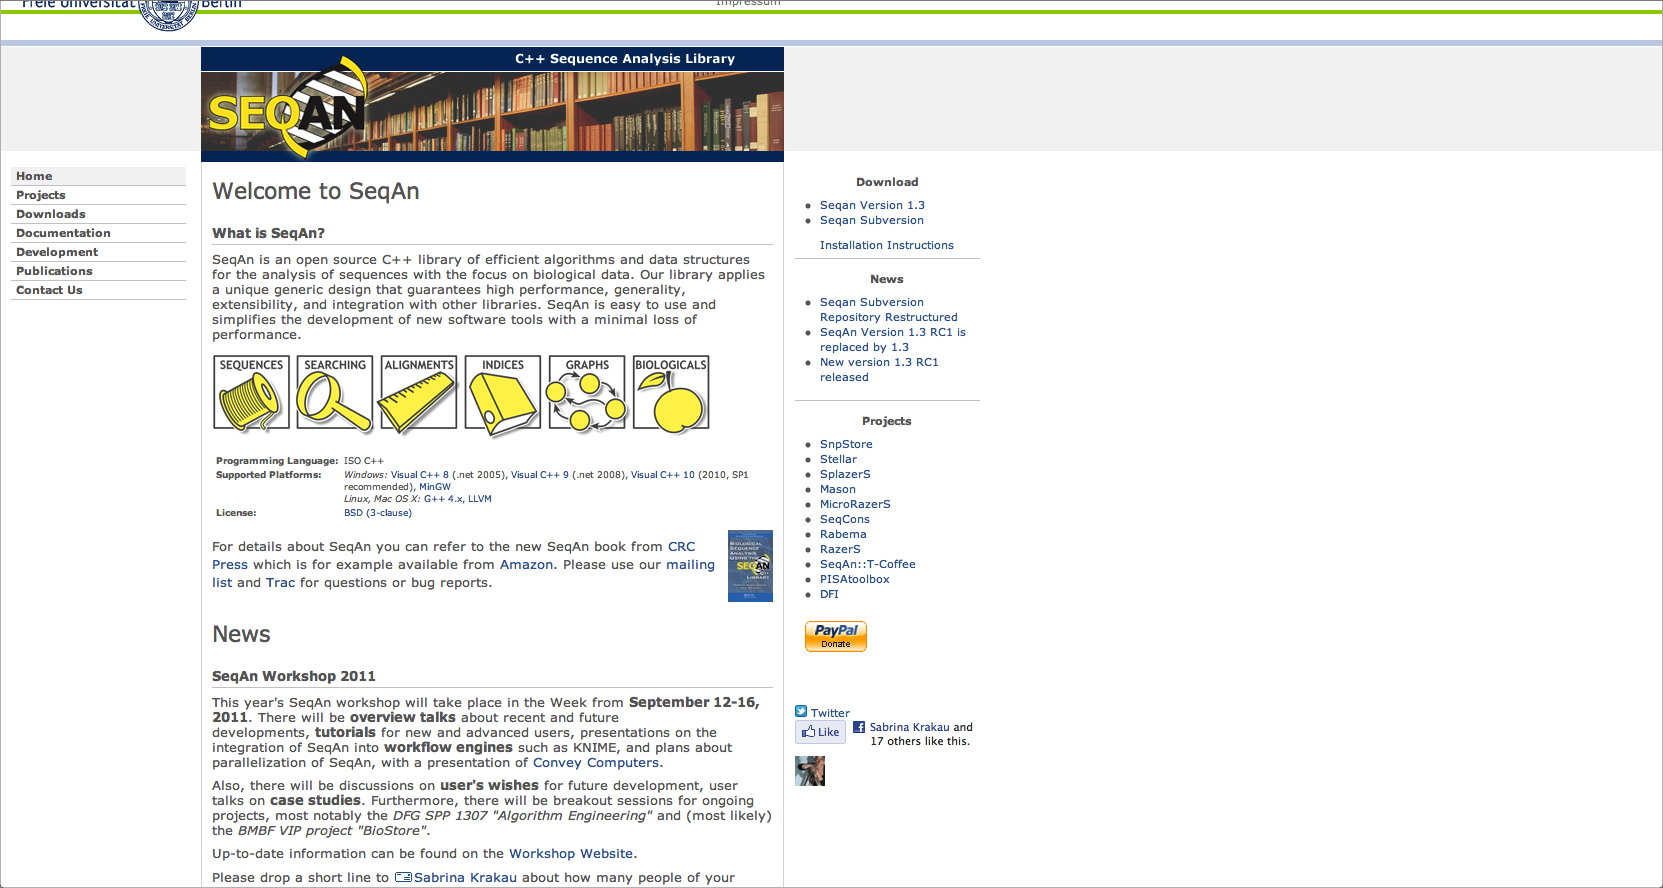 Freie Universität Berlin
Impressum
C++ Sequence Analysis Library
SEQAN
Home
Projects
Downloads
Documentation
Development
Publications
Contact Us
Welcome to SeqAn
What is SeqAn?
SeqAn is an open source C++ library of efficient algorithms and data structures
for the analysis of sequences with the focus on biological data. Our library applies
a unique generic design that guarantees high performance, generality,
extensibility, and integration with other libraries. SeqAn is easy to use and
simplifies the development of new software tools with a minimal loss of
performance.
SEQUENCES SEARCHING ALIGNMENTS INDICES GRAPHS BIOLOGICALS
Programming Language: ISO C++
Supported Platforms: Windows: Visual C++ 8 (.net 2005), Visual C++ 9 (.net 2008), Visual C++ 10 (2010, SP1
recommended), MinGW
Linux, Mac OS X: G++ 4.x, LLVM
License: BSD (3-clause)
For details about SeqAn you can refer to the new SeqAn book from CRC
Press which is for example available from Amazon. Please use our mailing
list and Trac for questions or bug reports.
BIOLOGICAL
SEQUENCE
ANALYSIS
USING THE
SEQAN
C++
LIBRARY
News
SeqAn Workshop 2011
This year's SeqAn workshop will take place in the Week from September 12-16,
2011. There will be overview talks about recent and future
developments, tutorials for new and advanced users, presentations on the
integration of SeqAn into workflow engines such as KNIME, and plans about
parallelization of SeqAn, with a presentation of Convey Computers.
Also, there will be discussions on user's wishes for future development, user
talks on case studies. Furthermore, there will be breakout sessions for ongoing
projects, most notably the DFG SPP 1307 "Algorithm Engineering" and (most likely)
the BMBF VIP project "BioStore".
Up-to-date information can be found on the Workshop Website.
Please drop a short line to Sabrina Krakau about how many people of your
Download
Seqan Version 1.3
Seqan Subversion
Installation Instructions
News
Seqan Subversion
Repository Restructured
SeqAn Version 1.3 RC1 is
replaced by 1.3
New version 1.3 RC1
released
Projects
SnpStore
Stellar
SplazerS
Mason
MicroRazerS
SeqCons
Rabema
RazerS
SeqAn::T-Coffee
PISAtoolbox
DFI
PayPal
Donate
Twitter
Like
Sabrina Krakau and
17 others like this.